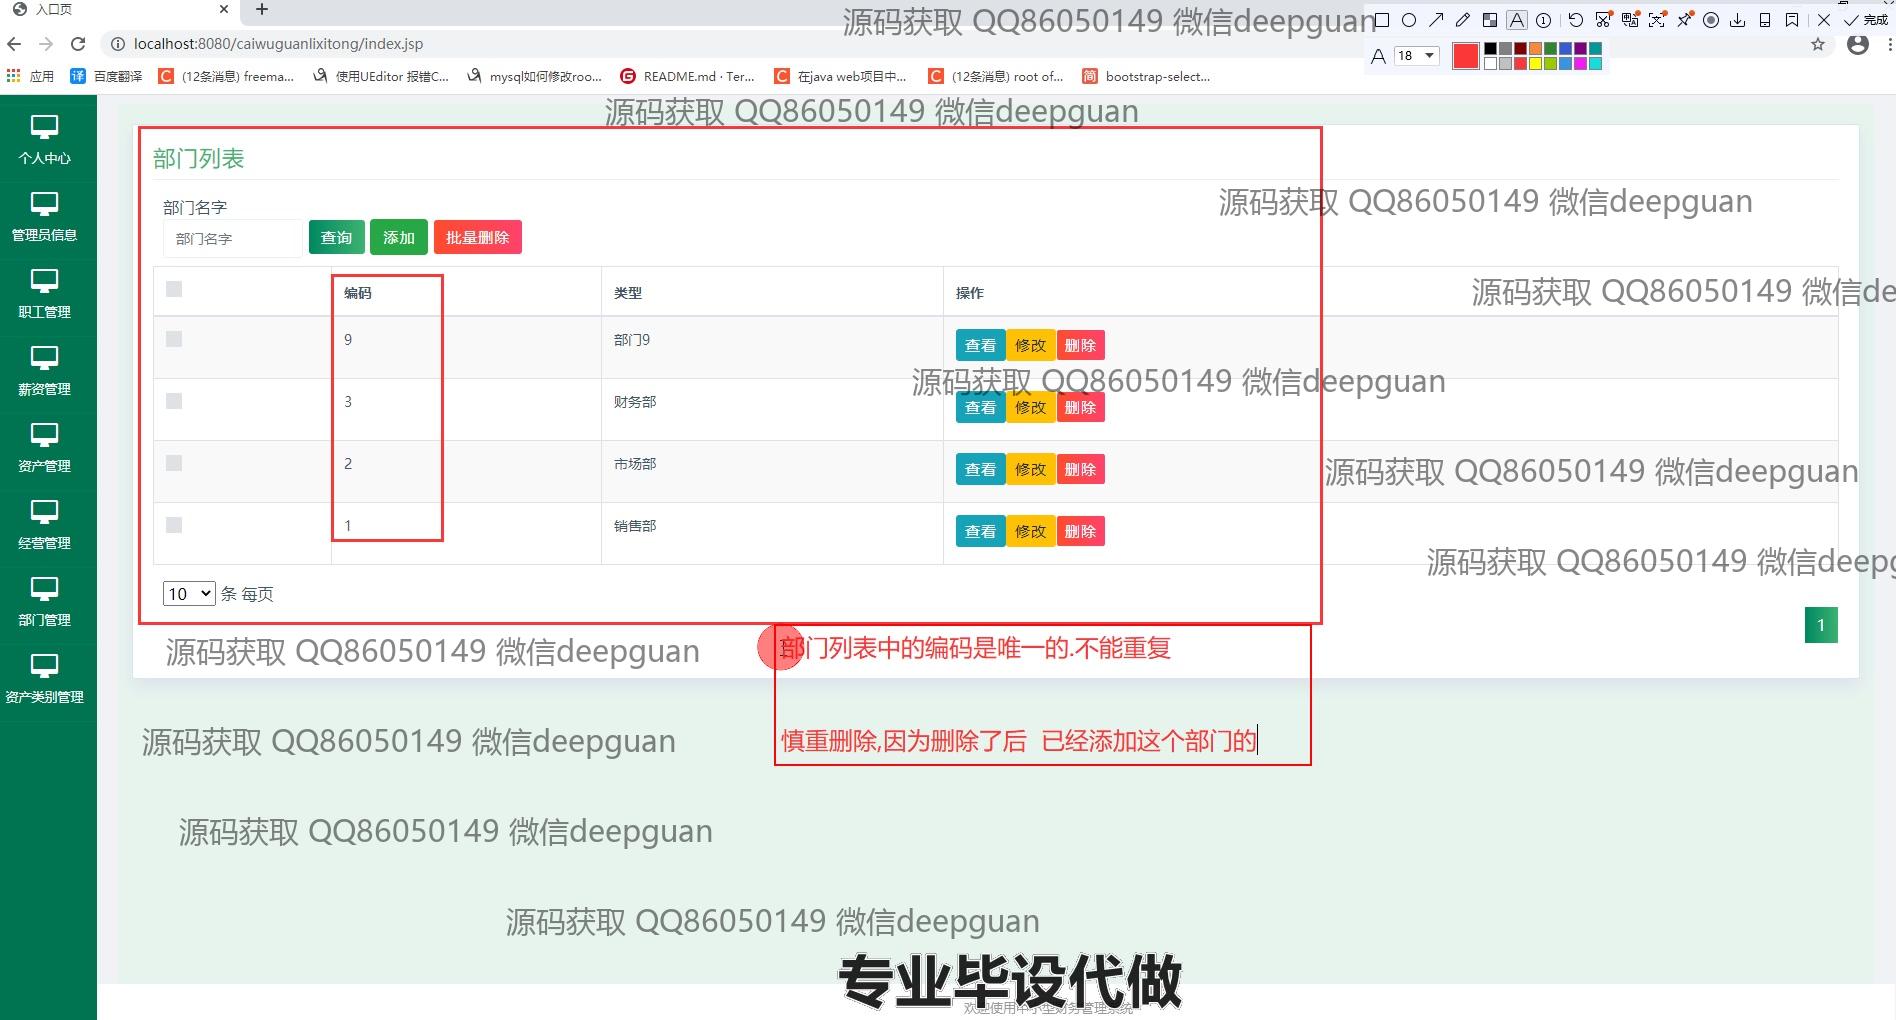 入口页
源码获取 QQ86050149 微信deepguan
完成
localhost:8080/caiwuguanlixitong/index.jsp
18
应用
百度翻译
(12条消息) freema...
使用UEditor 报错C...
mysql如何修改roo...
README.md · Ter...
在java web项目中...
(12条消息) root of...
bootstrap-select...
源码获取 QQ86050149 微信deepguan
个人中心
管理员信息
职工管理
薪资管理
资产管理
经营管理
部门管理
资产类别管理
部门列表
源码获取 QQ86050149 微信deepguan
部门名字
部门名字 查询 添加 批量删除
编码 类型 操作
源码获取 QQ86050149 微信de
9 部门9 查看 修改 删除
源码获取 QQ86050149 微信deepguan
3 财务部 查看 修改 删除
2 市场部 查看 修改 删除
源码获取 QQ86050149 微信deepguan
1 销售部 查看 修改 删除
源码获取 QQ86050149 微信deepg
10 条 每页
1
源码获取 QQ86050149 微信deepguan
部门列表中的编码是唯一的.不能重复
源码获取 QQ86050149 微信deepguan
慎重删除,因为删除了后 已经添加这个部门的
源码获取 QQ86050149 微信deepguan
源码获取 QQ86050149 微信deepguan
专业毕设代做
欢迎使用中小型财务管理系统